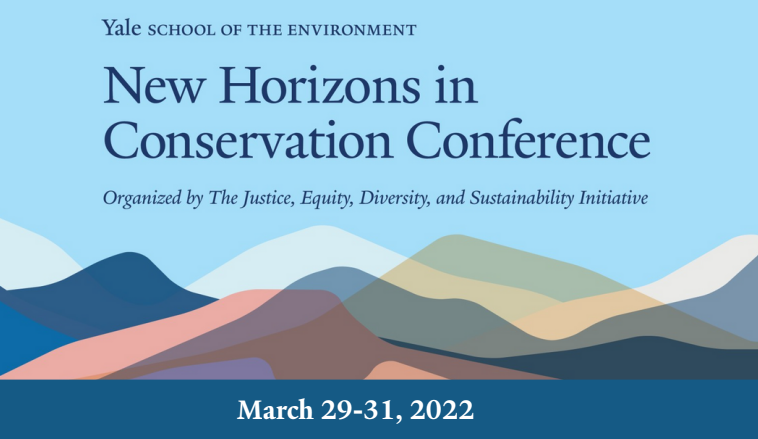 Yale SCHOOL OF THE ENVIRONMENT
New Horizons in
Conservation Conference
Organized by The Justice, Equity, Diversity, and Sustainability Initiative
March 29-31, 2022